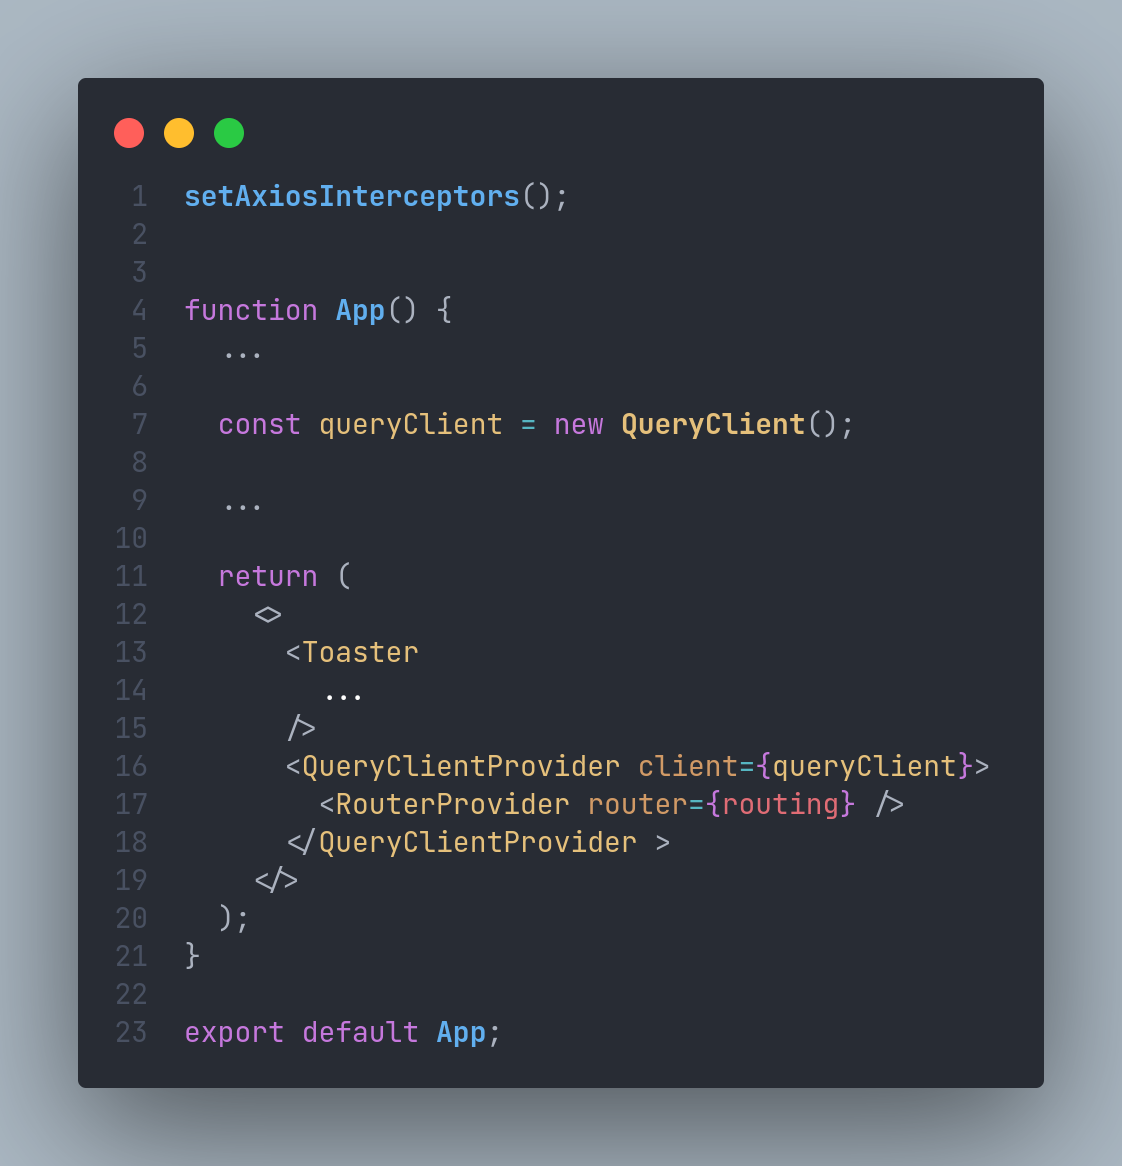 1 setAxiosInterceptors();
2
3
4 function App() {
5   ...
6
7   const queryClient = new QueryClient();
8
9   ...
10
11   return (
12     <>
13       <Toaster
14         ...
15       />
16       <QueryClientProvider client={queryClient}>
17         <RouterProvider router={routing} />
18       </QueryClientProvider >
19     </>
20   );
21 }
22
23 export default App;